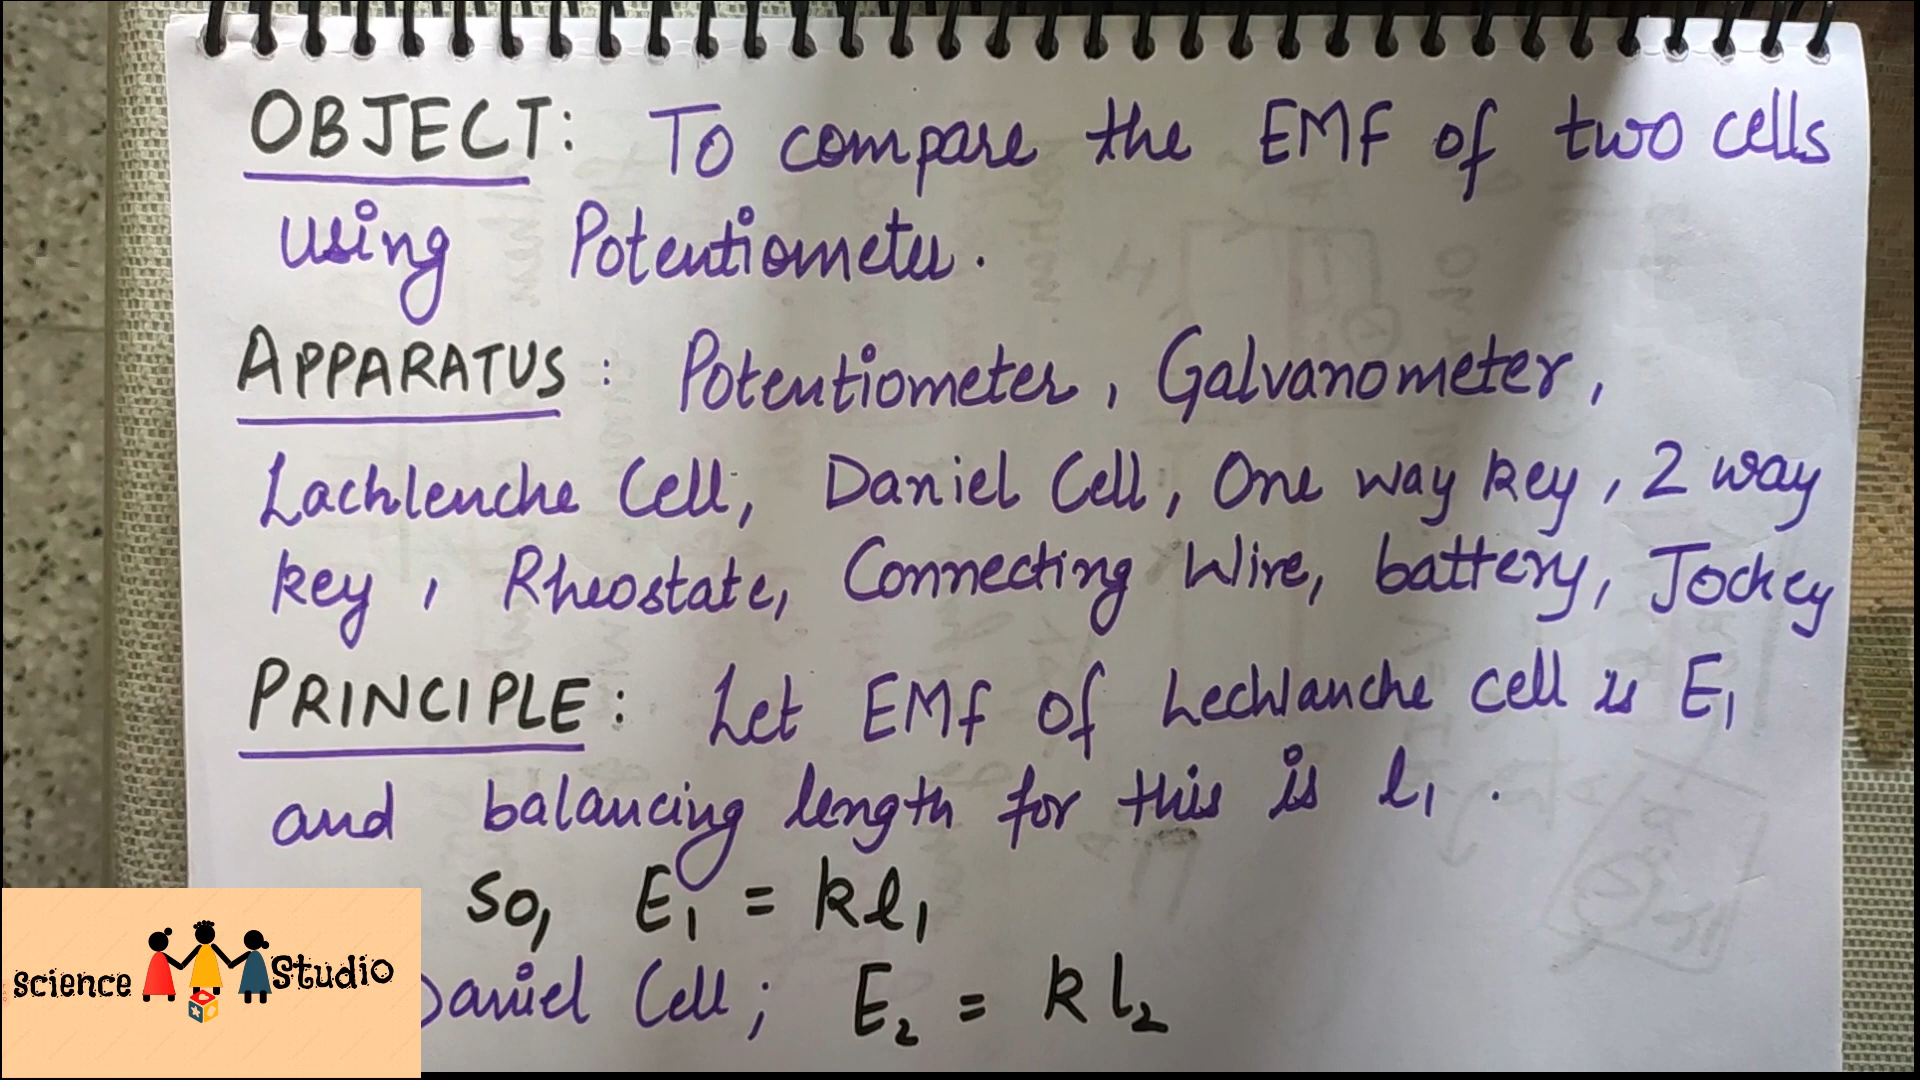 OBJECT: To compare the EMF of two cells
using Potentiometer.
APPARATUS: Potentiometer, Galvanometer,
Lachlenche Cell, Daniel Cell, One way key, 2 way
key, Rheostate, Connecting Wire, battery, Jockey
PRINCIPLE: Let EMf of Lechlanche cell is E₁
and balancing length for this is l₁.
So, E₁ = kl₁
Daniel Cell; E₂ = kl₂
Science Studio